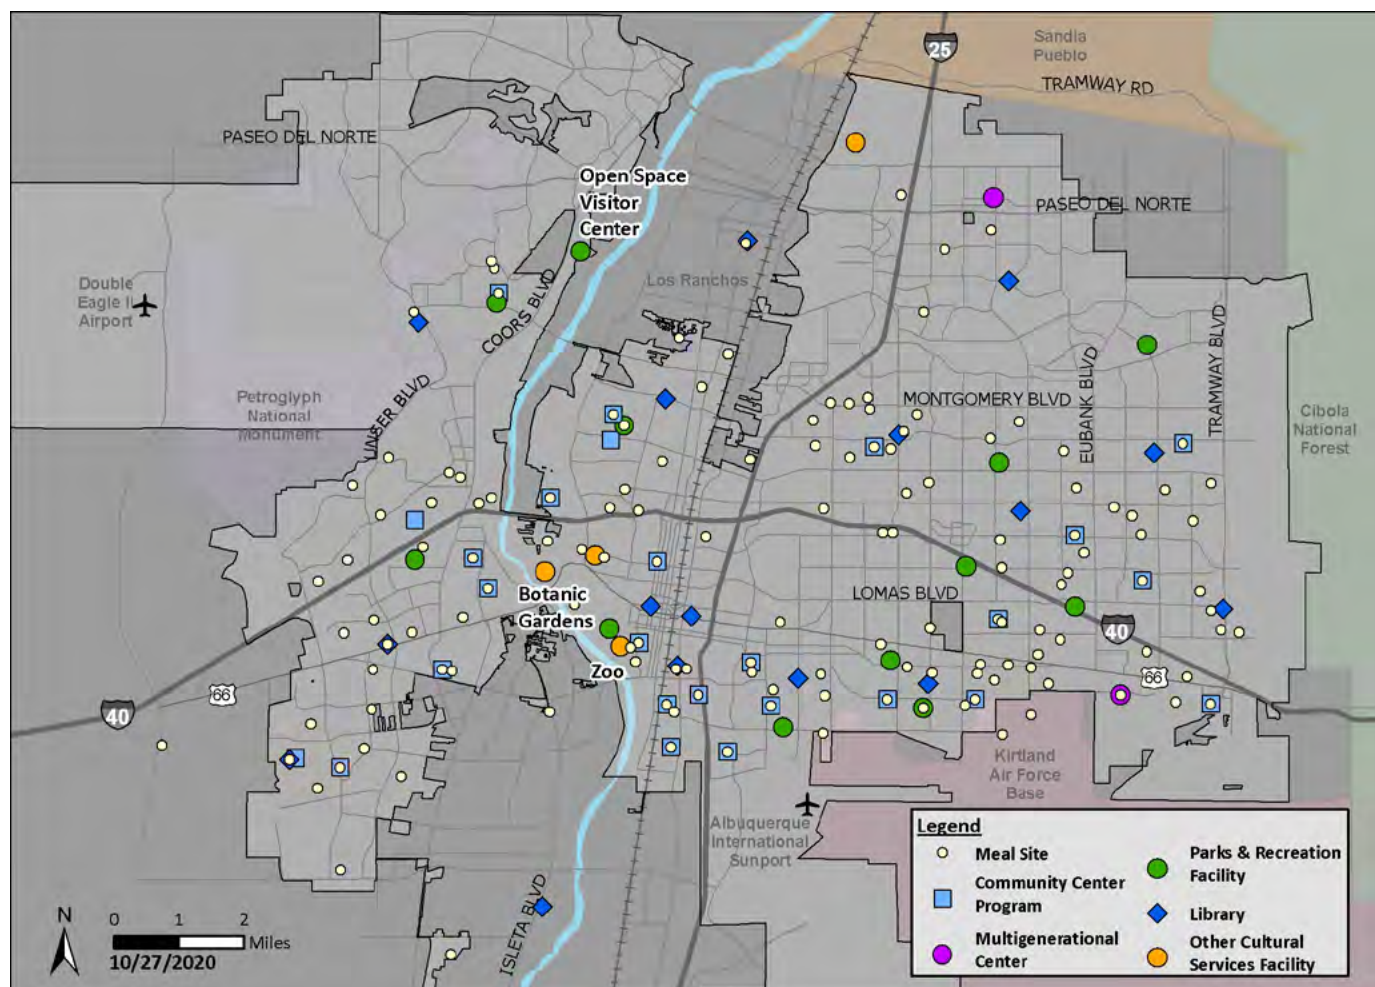 25
Sandia
Pueblo
TRAMWAY RD
PASEO DEL NORTE
Open Space
Visitor
Center
PASEO DEL NORTE
Los Ranchos
Double
Eagle II
Airport
COORS BLVD
TRAMWAY BLVD
EUBANK BLVD
UNSER BLVD
MONTGOMERY BLVD
Petroglyph
National
Monument
Cibola
National
Forest
Botanic
Gardens
LOMAS BLVD
40
Zoo
66
66
40
Kirtland
Air Force
Base
Albuquerque
International
Sunport
ISLETA BLVD
Legend
Meal Site
Community Center
Program
Multigenerational
Center
Parks & Recreation
Facility
Library
Other Cultural
Services Facility
N
0 1 2
Miles
10/27/2020